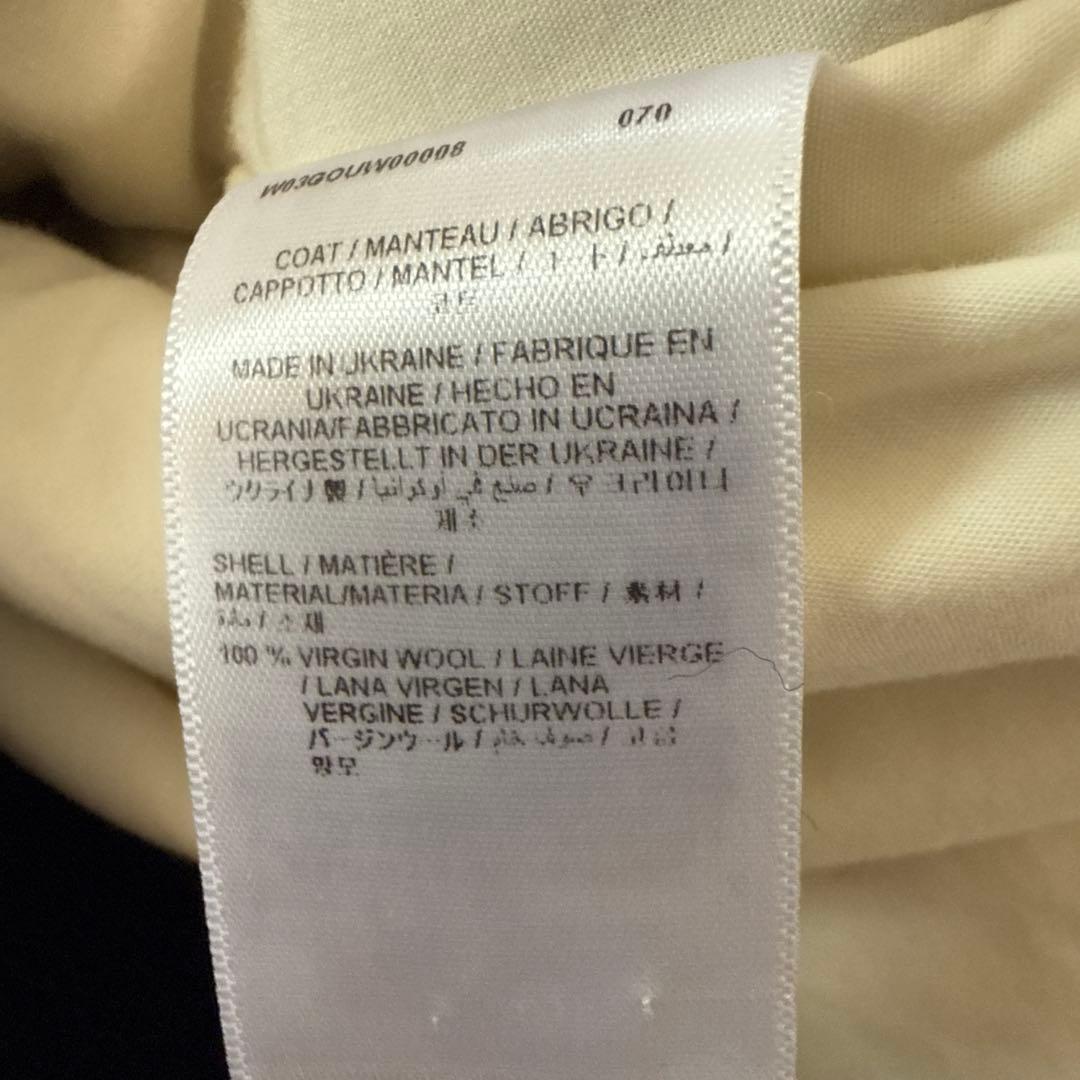 W03GOUW00008 070
COAT / MANTEAU / ABRIGO /
CAPPOTTO / MANTEL / コート / معطف /
코트
MADE IN UKRAINE / FABRIQUE EN
UKRAINE / HECHO EN
UCRANIA/FABBRICATO IN UCRAINA /
HERGESTELLT IN DER UKRAINE /
ウクライナ製 / صنع في أوكرانيا / 우크라이나
제조
SHELL / MATIÈRE /
MATERIAL/MATERIA / STOFF / 素材 /
مادة / 소재
100 % VIRGIN WOOL / LAINE VIERGE
/ LANA VIRGEN / LANA
VERGINE / SCHURWOLLE /
バージンウール / صوف خام /
양모